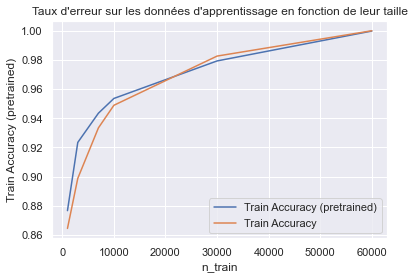 Taux d'erreur sur les données d'apprentissage en fonction de leur taille
1.00
0.98
0.96
0.94
0.92
0.90
0.88
0.86
Train Accuracy (pretrained)
Train Accuracy (pretrained)
Train Accuracy
0 10000 20000 30000 40000 50000 60000
n_train